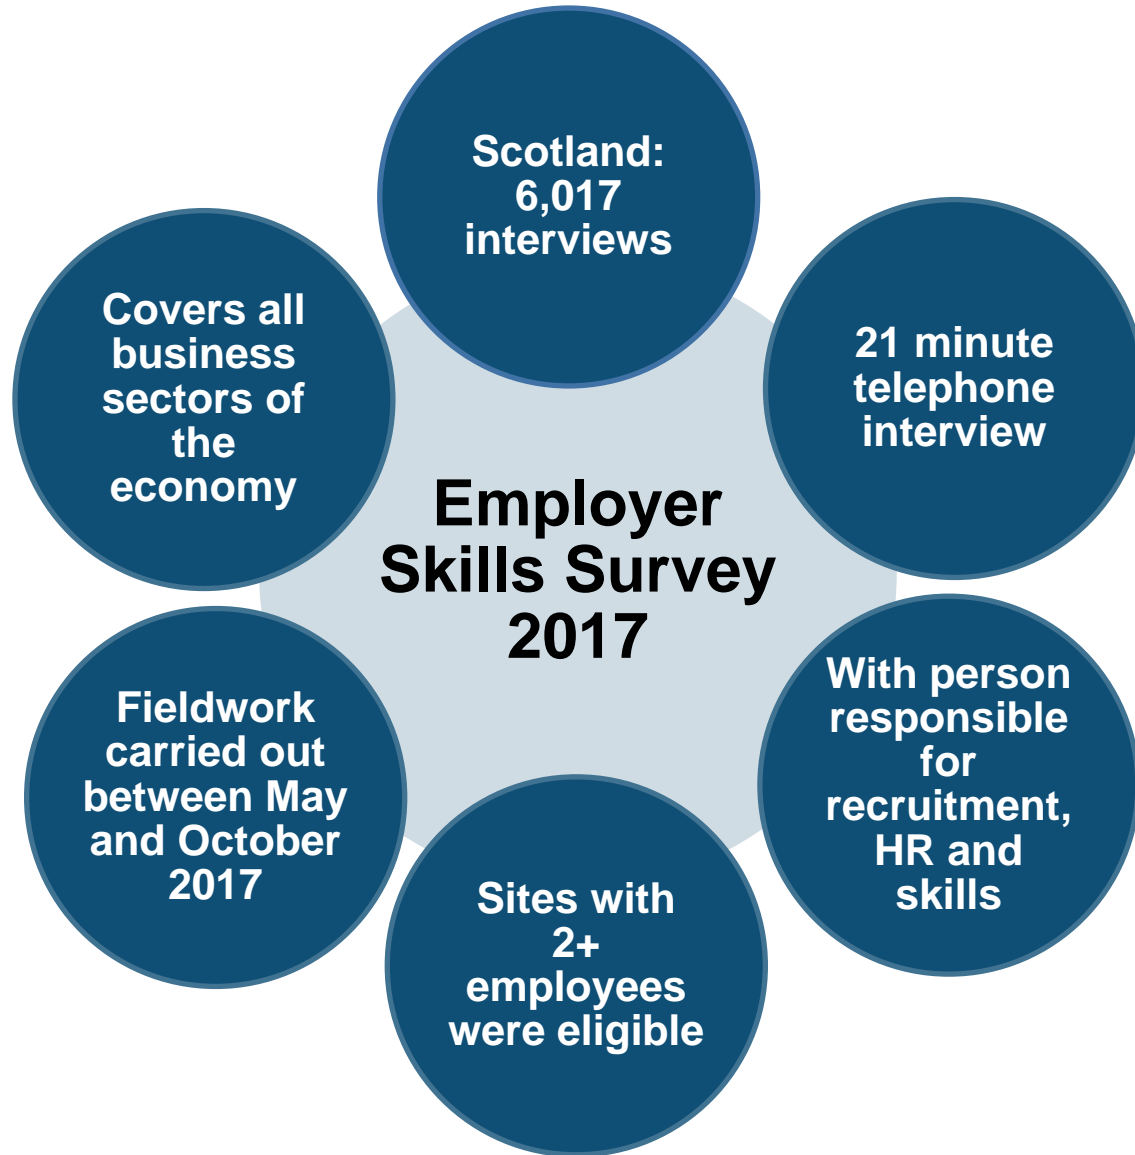 Scotland:
6,017
interviews
21 minute
telephone
interview
With person
responsible
for
recruitment,
HR and
skills
Sites with
2+
employees
were eligible
Fieldwork
carried out
between May
and October
2017
Covers all
business
sectors of
the
economy
Employer
Skills Survey
2017